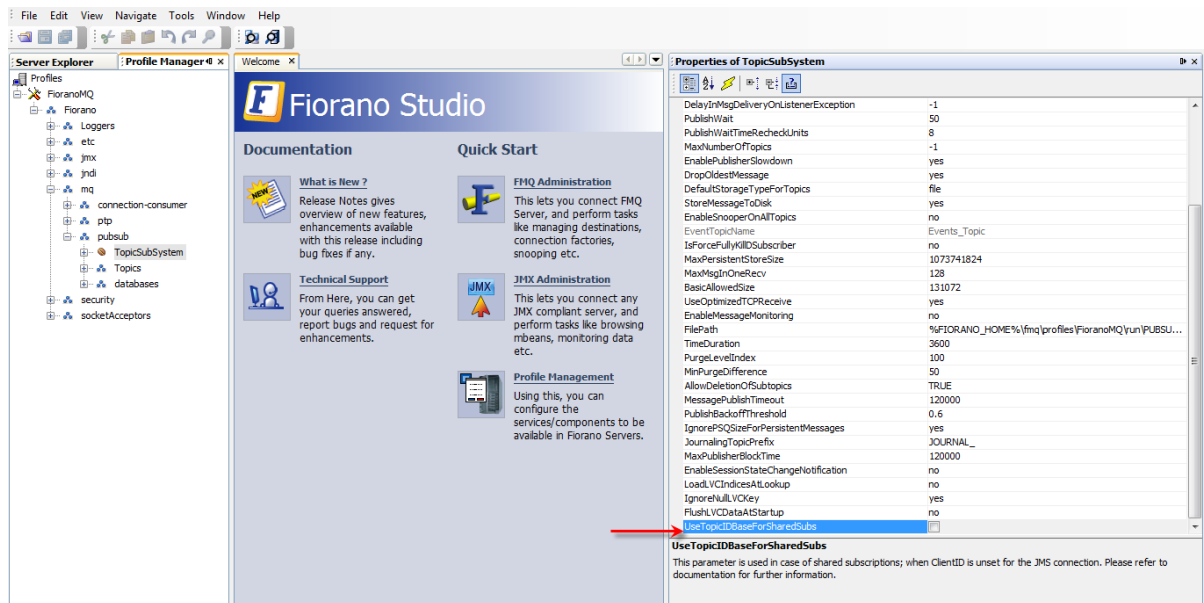 File Edit View Navigate Tools Window Help
Server Explorer Profile Manager
Profiles
FioranoMQ
Fiorano
Loggers
etc
jmx
jndi
mq
connection-consumer
ptp
pubsub
TopicSubSystem
Topics
databases
security
socketAcceptors
Welcome
F Fiorano Studio
Documentation
NEW
What is New ?
Release Notes gives
overview of new features,
enhancements available
with this release including
bug fixes if any.
Technical Support
From Here, you can get
your queries answered,
report bugs and request for
enhancements.
Quick Start
FMQ Administration
This lets you connect FMQ
Server, and perform tasks
like managing destinations,
connection factories,
snooping etc.
JMX
JMX Administration
This lets you connect any
JMX compliant server, and
perform tasks like browsing
mbeans, monitoring data
etc.
Profile Management
Using this, you can
configure the
services/components to be
available in Fiorano Servers.
Properties of TopicSubSystem
DelayInMsgDeliveryOnListenerException -1
PublishWait 50
PublishWaitTimeRecheckUnits 8
MaxNumberOfTopics -1
EnablePublisherSlowdown yes
DropOldestMessage yes
DefaultStorageTypeForTopics file
StoreMessageToDisk yes
EnableSnooperOnAllTopics no
EventTopicName Events_Topic
IsForceFullyKillDSubscriber no
MaxPersistentStoreSize 1073741824
MaxMsgInOneRecv 128
BasicAllowedSize 131072
UseOptimizedTCPReceive yes
EnableMessageMonitoring no
FilePath %FIORANO_HOME%\fmq\profiles\FioranoMQ\run\PUBSU...
TimeDuration 3600
PurgeLevelIndex 100
MinPurgeDifference 50
AllowDeletionOfSubtopics TRUE
MessagePublishTimeout 120000
PublishBackoffThreshold 0.6
IgnorePSQSizeForPersistentMessages yes
JournalingTopicPrefix JOURNAL_
MaxPublisherBlockTime 120000
EnableSessionStateChangeNotification no
LoadLVCIndicesAtLookup no
IgnoreNullLVCKey yes
FlushLVCDataAtStartup no
UseTopicIDBaseForSharedSubs
UseTopicIDBaseForSharedSubs
This parameter is used in case of shared subscriptions; when ClientID is unset for the JMS connection. Please refer to
documentation for further information.